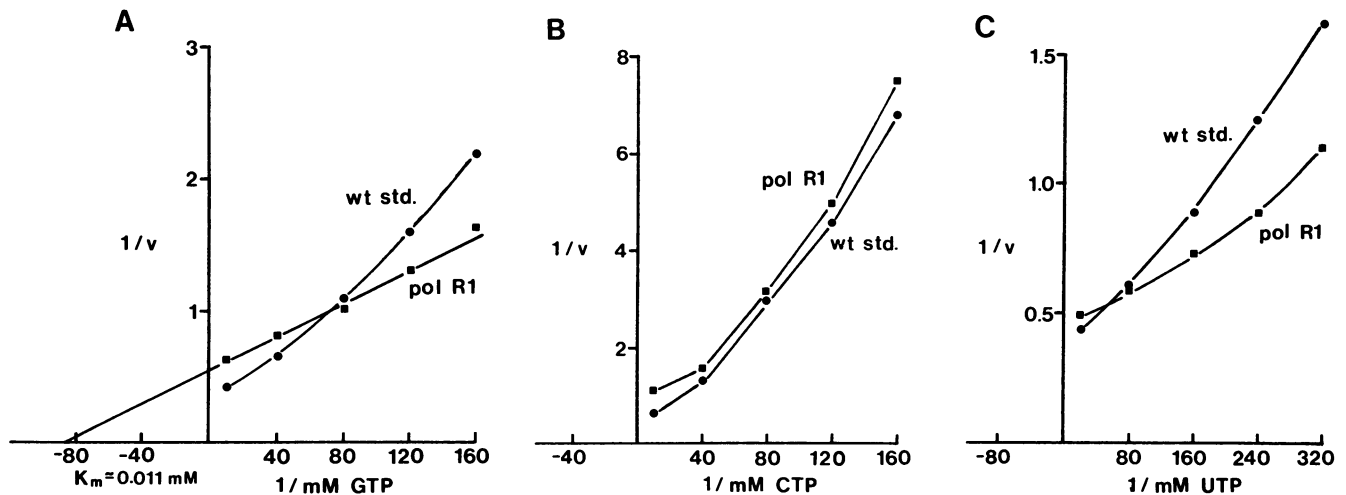 A
3
2
1
1/v
wt std.
pol R1
-80 -40 40 80 120 160
Km=0.011 mM
1/mM GTP
B
8
6
4
2
1/v
pol R1
wt std.
-40 40 80 120 160
1/mM CTP
C
1.5
1.0
0.5
1/v
wt std.
pol R1
-80 80 160 240 320
1/mM UTP